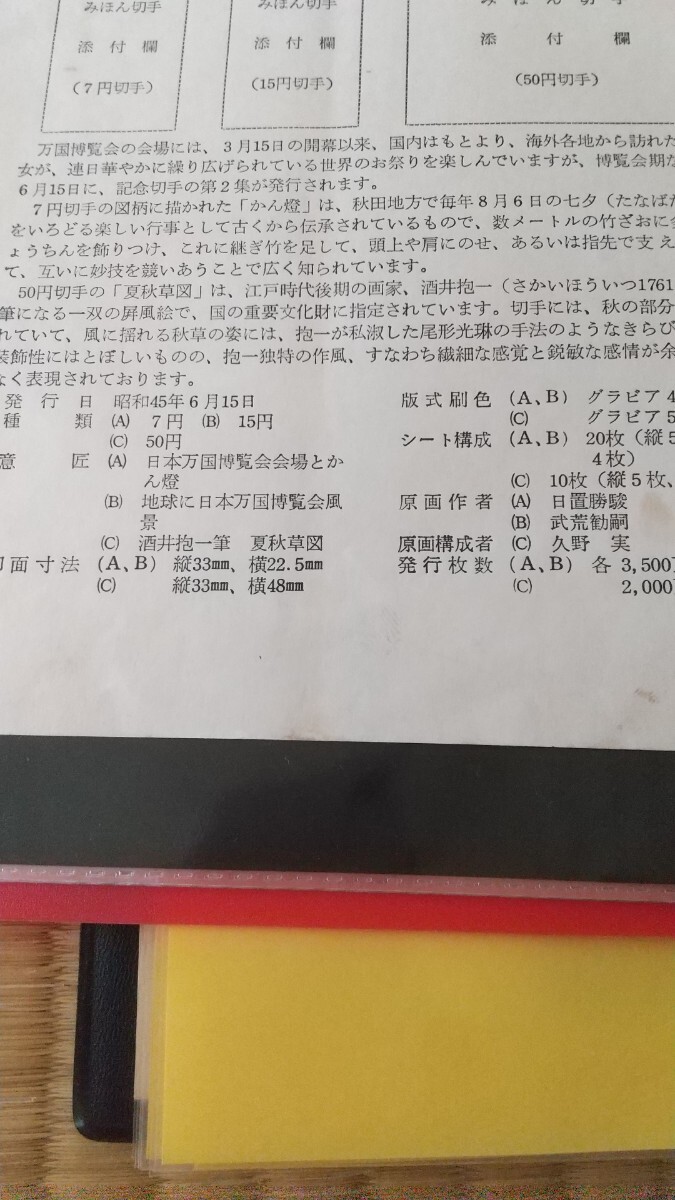 みほん切手
みほん切手
みほん切手
添付欄
添付欄
添付欄
(7円切手)
(15円切手)
(50円切手)
万国博覧会の会場には、3月15日の開幕以来、国内はもとより、海外各地から訪れた
女が、連日華やかに繰り広げられている世界のお祭りを楽しんでいますが、博覧会期
6月15日に、記念切手の第2集が発行されます。
7円切手の図柄に描かれた「かん燈」は、秋田地方で毎年8月6日の七夕(たなばた
をいろどる楽しい行事として古くから伝承されているもので、数メートルの竹ざおに
ょうちんを飾りつけ、これに継ぎ竹を足して、頭上や肩にのせ、あるいは指先で支え
て、互いに妙技を競いあうことで広く知られています。
50円切手の「夏秋草図」は、江戸時代後期の画家、酒井抱一(さかいほういつ1761
筆になる一双の屏風絵で、国の重要文化財に指定されています。切手には、秋の部分
れていて、風に揺れる秋草の姿には、抱一が私淑した尾形光琳の手法のようなきらび
装飾性にはとぼしいものの、抱一独特の作風、すなわち繊細な感覚と鋭敏な感情が余
なく表現されております。
発行日 昭和45年6月15日
種類 (A) 7円 (B) 15円
(C) 50円
意匠 (A) 日本万国博覧会会場とか
ん燈
(B) 地球に日本万国博覧会風
景
(C) 酒井抱一筆 夏秋草図
面寸法 (A、B) 縦33mm、横22.5mm
(C) 縦33mm、横48mm
版式刷色 (A、B) グラビア4
(C) グラビア5
シート構成 (A、B) 20枚(縦5
4枚)
(C) 10枚(縦5枚、
原画作者 (A) 日置勝駿
(B) 武荒勧嗣
原画構成者 (C) 久野実
発行枚数 (A、B) 各3,500
(C) 2,000